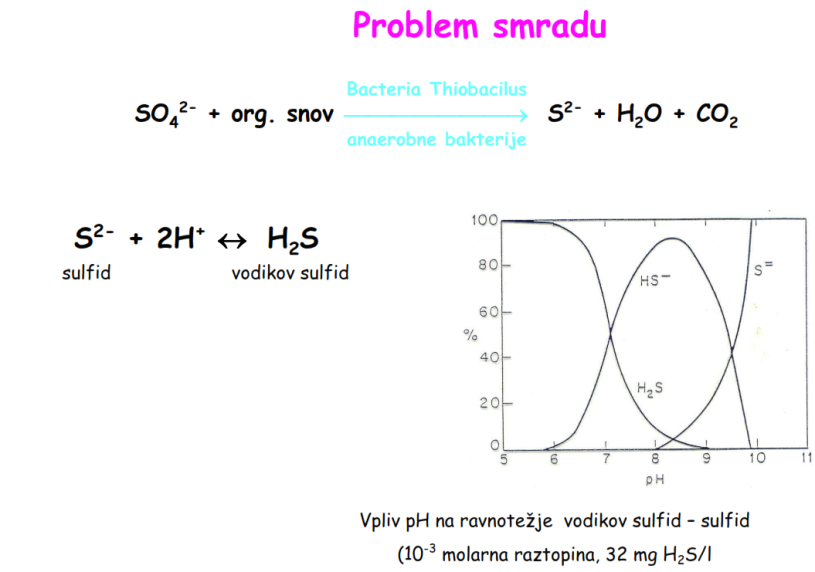 Problem smradu
Bacteria Thiobacilus
SO₄²⁻ + org. snov ⟶ S²⁻ + H₂O + CO₂
anaerobne bakterije
S²⁻ + 2H⁺ ↔ H₂S
sulfid vodikov sulfid
100
80
60
%
40
20
0
HS⁻
S⁼
H₂S
5 6 7 8 9 10 11
pH
Vpliv pH na ravnotežje vodikov sulfid – sulfid
(10⁻³ molarna raztopina, 32 mg H₂S/l